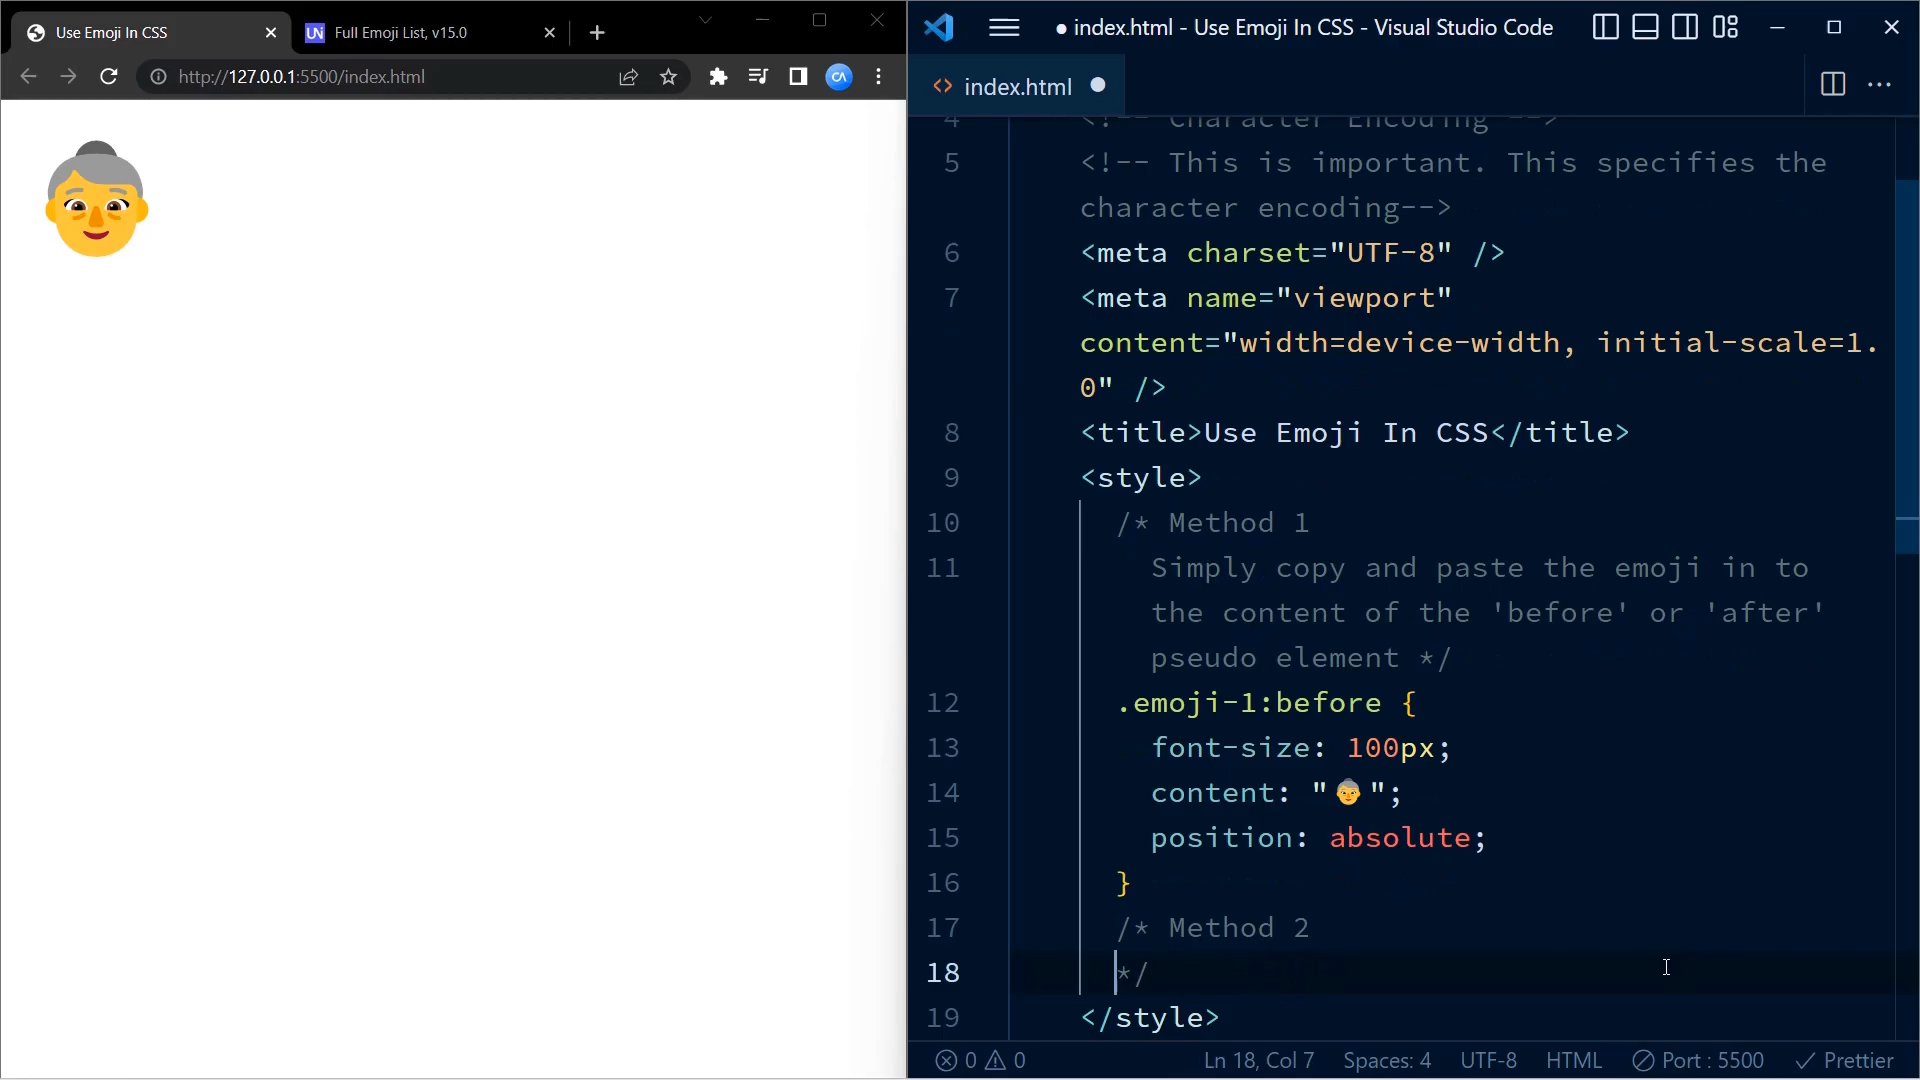 Use Emoji In CSS
UN Full Emoji List, v15.0
http://127.0.0.1:5500/index.html
CA
● index.html - Use Emoji In CSS - Visual Studio Code
<> index.html
4 <!-- Character Encoding -->
5 <!-- This is important. This specifies the
character encoding-->
6 <meta charset="UTF-8" />
7 <meta name="viewport"
content="width=device-width, initial-scale=1.
0" />
8 <title>Use Emoji In CSS</title>
9 <style>
10 /* Method 1
11 Simply copy and paste the emoji in to
the content of the 'before' or 'after'
pseudo element */
12 .emoji-1:before {
13 font-size: 100px;
14 content: "👵";
15 position: absolute;
16 }
17 /* Method 2
18 */
19 </style>
0 0 Ln 18, Col 7 Spaces: 4 UTF-8 HTML Port : 5500 Prettier